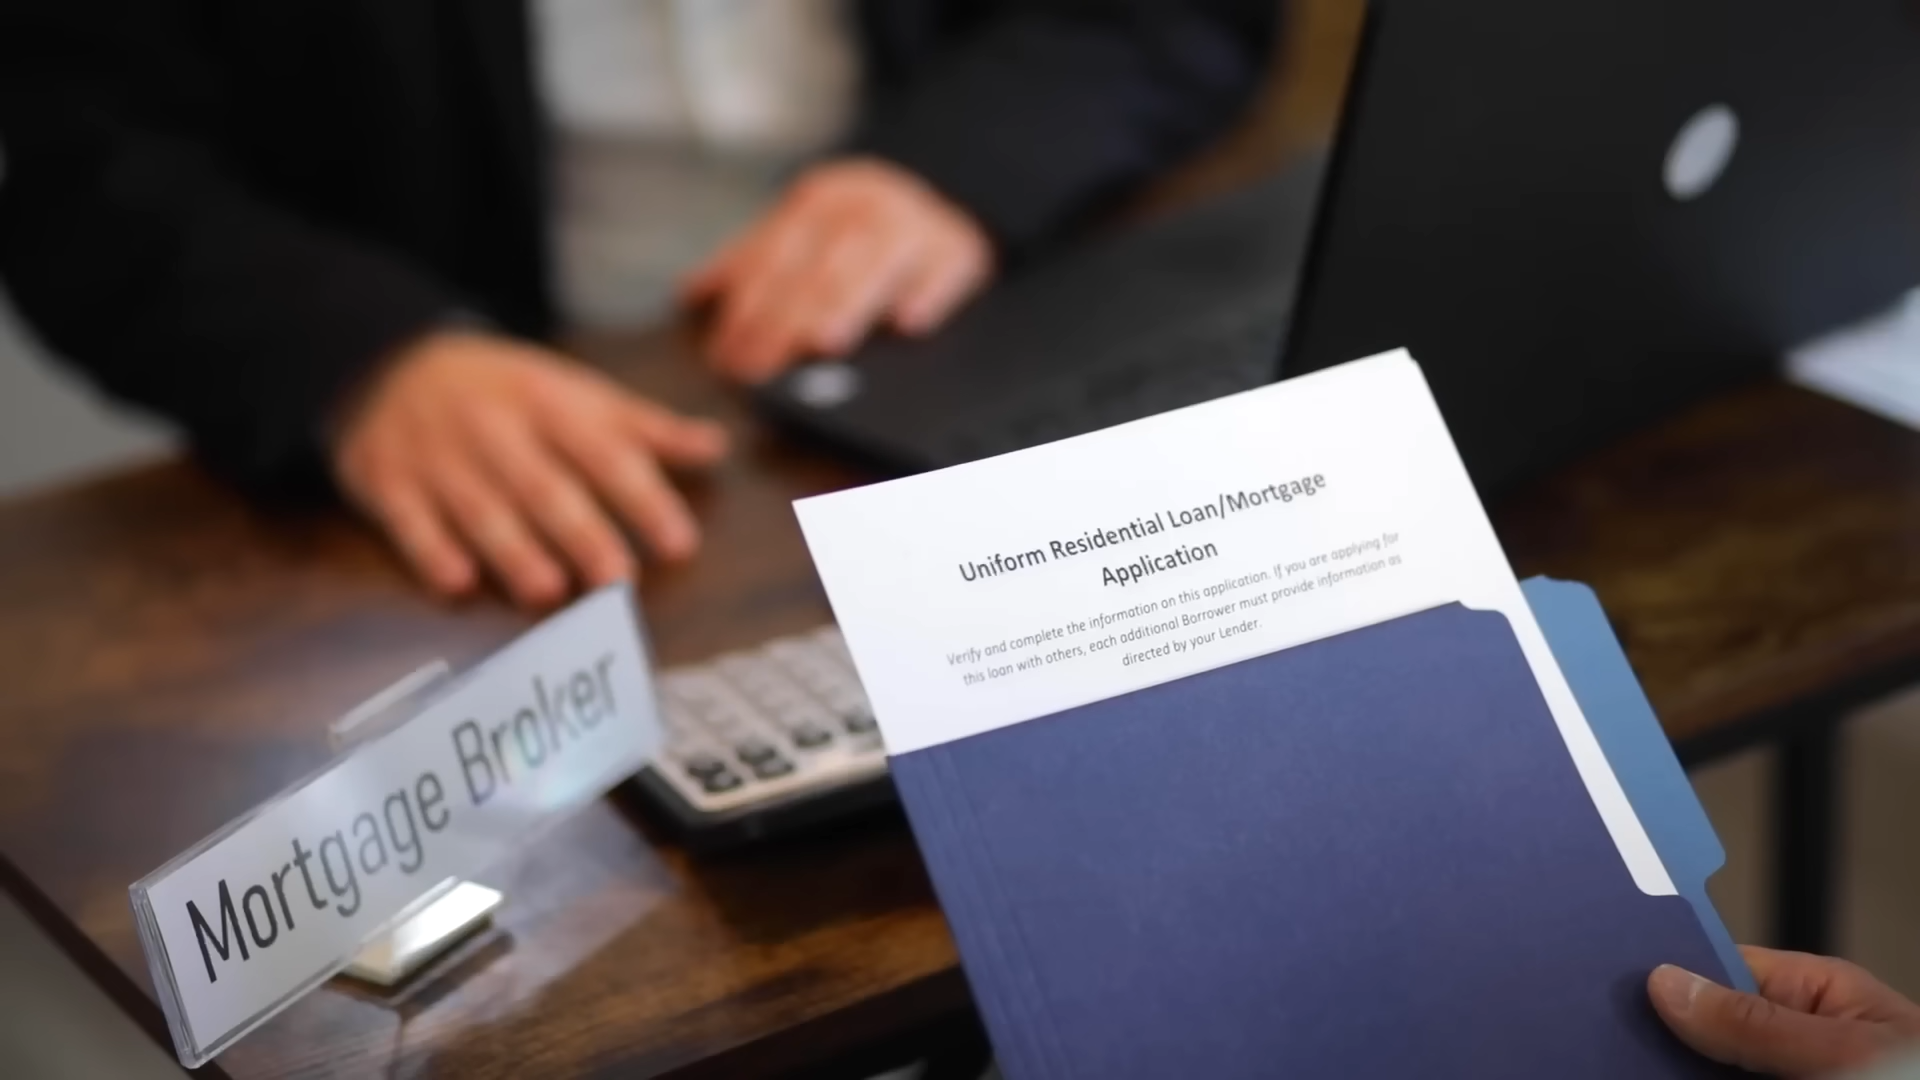 Uniform Residential Loan/Mortgage
Application
Verify and complete the information on this application. If you are applying for
this loan with others, each additional Borrower must provide information as
directed by your Lender.
Mortgage Broker